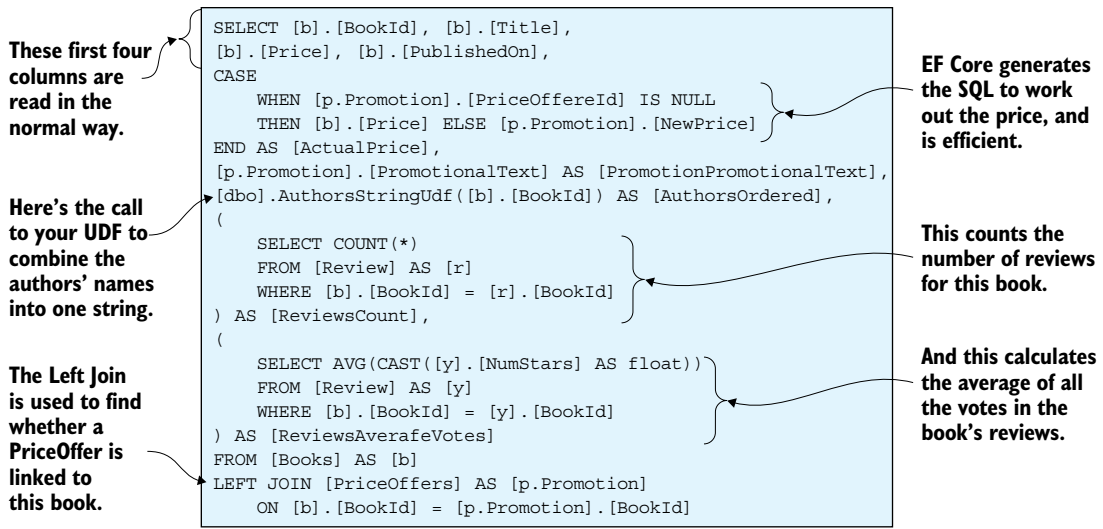 These first four
columns are
read in the
normal way.
Here's the call
to your UDF to
combine the
authors' names
into one string.
The Left Join
is used to find
whether a
PriceOffer is
linked to
this book.
SELECT [b].[BookId], [b].[Title],
[b].[Price], [b].[PublishedOn],
CASE
    WHEN [p.Promotion].[PriceOffereId] IS NULL
    THEN [b].[Price] ELSE [p.Promotion].[NewPrice]
END AS [ActualPrice],
[p.Promotion].[PromotionalText] AS [PromotionPromotionalText],
[dbo].AuthorsStringUdf([b].[BookId]) AS [AuthorsOrdered],
(
    SELECT COUNT(*)
    FROM [Review] AS [r]
    WHERE [b].[BookId] = [r].[BookId]
) AS [ReviewsCount],
(
    SELECT AVG(CAST([y].[NumStars] AS float))
    FROM [Review] AS [y]
    WHERE [b].[BookId] = [y].[BookId]
) AS [ReviewsAverafeVotes]
FROM [Books] AS [b]
LEFT JOIN [PriceOffers] AS [p.Promotion]
    ON [b].[BookId] = [p.Promotion].[BookId]
EF Core generates
the SQL to work
out the price, and
is efficient.
This counts the
number of reviews
for this book.
And this calculates
the average of all
the votes in the
book's reviews.